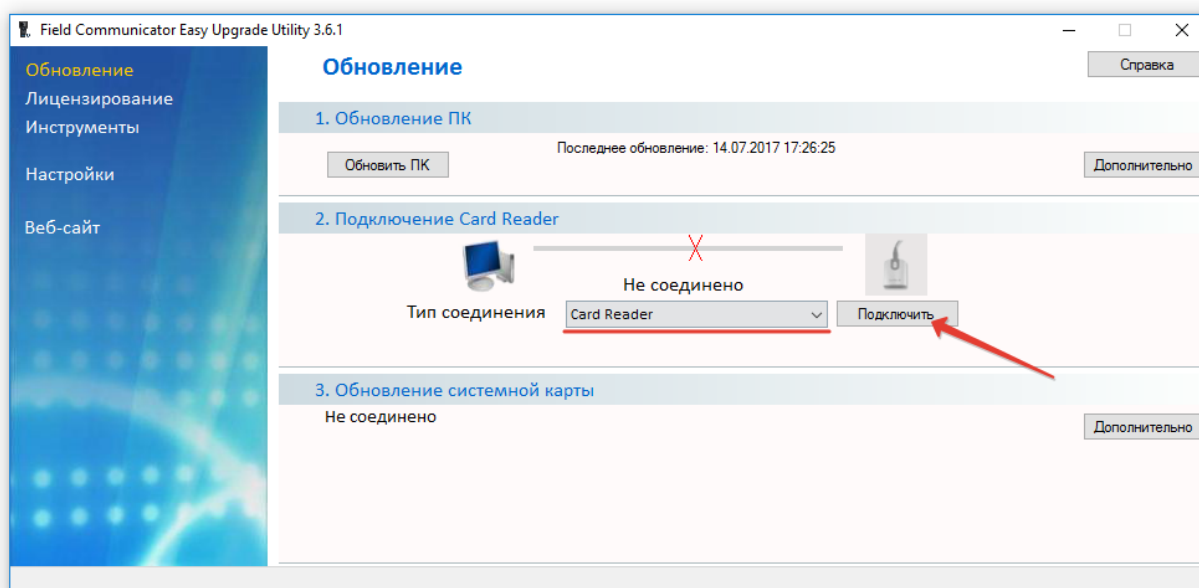 Field Communicator Easy Upgrade Utility 3.6.1
Обновление
Лицензирование
Инструменты
Настройки
Веб-сайт
Обновление
Справка
1. Обновление ПК
Последнее обновление: 14.07.2017 17:26:25
Обновить ПК
Дополнительно
2. Подключение Card Reader
Не соединено
Тип соединения
Card Reader
Подключить
3. Обновление системной карты
Не соединено
Дополнительно